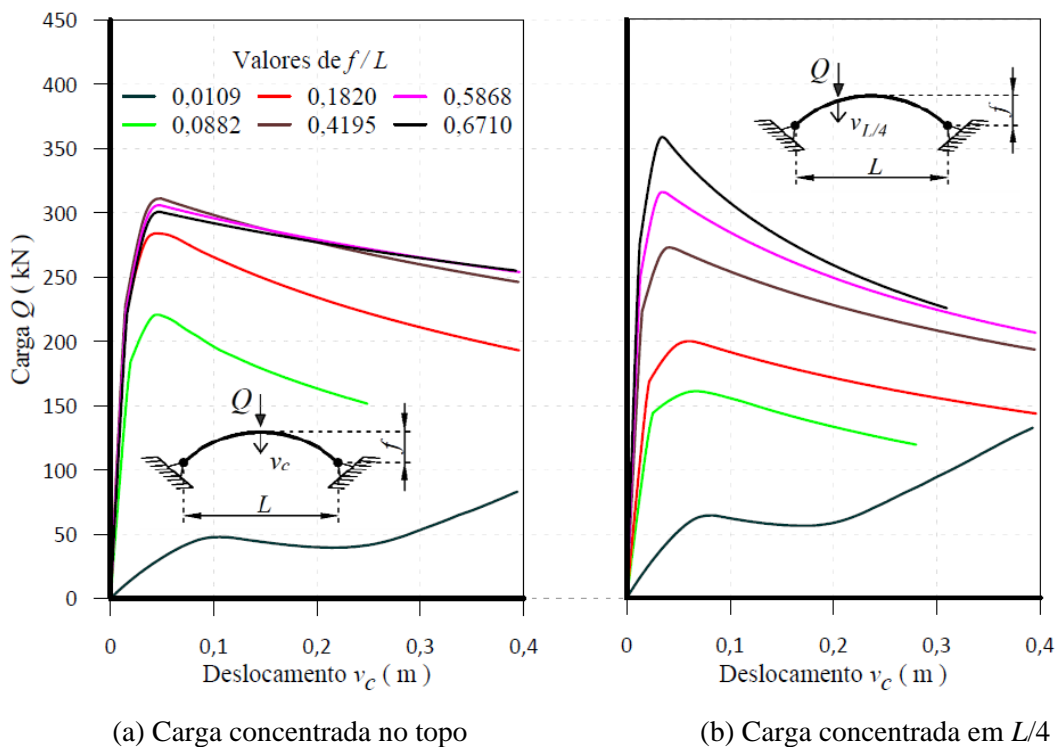 450
400
350
300
250
200
150
100
50
0
Carga Q ( kN )
Valores de f / L
0,0109 0,1820 0,5868
0,0882 0,4195 0,6710
Q
v_c
f
L
0 0,1 0,2 0,3 0,4
Deslocamento v_c ( m )
(a) Carga concentrada no topo
Q
v_L/4
f
L
0 0,1 0,2 0,3 0,4
Deslocamento v_c ( m )
(b) Carga concentrada em L/4